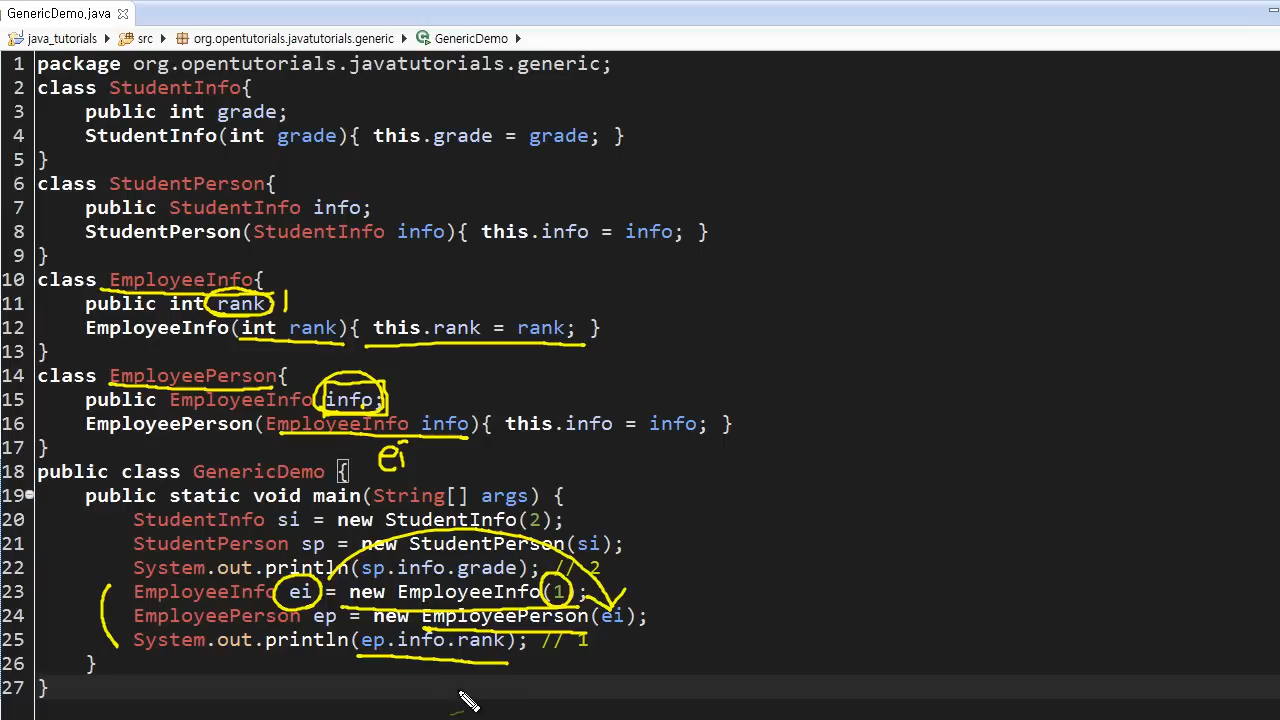 GenericDemo.java
java_tutorials src org.opentutorials.javatutorials.generic GenericDemo
1 package org.opentutorials.javatutorials.generic;
2 class StudentInfo{
3 public int grade;
4 StudentInfo(int grade){ this.grade = grade; }
5 }
6 class StudentPerson{
7 public StudentInfo info;
8 StudentPerson(StudentInfo info){ this.info = info; }
9 }
10 class EmployeeInfo{
11 public int rank 1
12 EmployeeInfo(int rank){ this.rank = rank; }
13 }
14 class EmployeePerson{
15 public EmployeeInfo info;
16 EmployeePerson(EmployeeInfo info){ this.info = info; }
17 }
ei
18 public class GenericDemo {
19 public static void main(String[] args) {
20 StudentInfo si = new StudentInfo(2);
21 StudentPerson sp = new StudentPerson(si);
22 System.out.println(sp.info.grade); // 2
23 EmployeeInfo ei = new EmployeeInfo(1);
24 EmployeePerson ep = new EmployeePerson(ei);
25 System.out.println(ep.info.rank); // 1
26 }
27 }